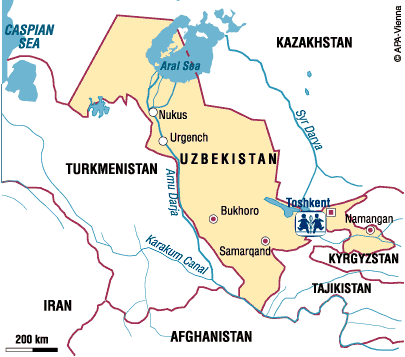 CASPIAN
SEA
KAZAKHSTAN
© APA-Vienna
Aral Sea
Syr Darya
Nukus
Urgench
UZBEKISTAN
TURKMENISTAN
Amu Darja
Toshkent
Bukhoro
Namangan
Samarqand
Karakum Canal
KYRGYZSTAN
TAJIKISTAN
IRAN
AFGHANISTAN
200 km